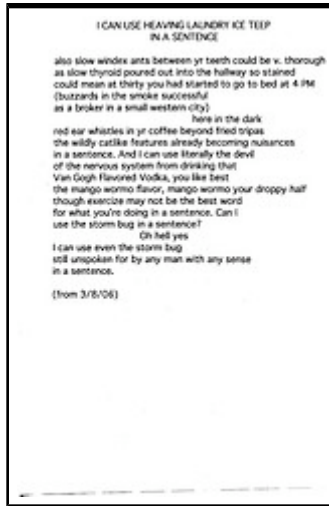 I CAN USE HEAVING LAUNDRY ICE TEEP
IN A SENTENCE
also slow windex ants between yr teeth could be v. thorough
as slow thyroid poured out into the hallway so stained
could mean at thirty you had started to go to bed at 4 PM
(buzzards in the smoke successful
as a broker in a small western city)
here in the dark
red ear whistles in yr coffee beyond fried tripas
the wildly catlike features already becoming nuisances
in a sentence. And I can use literally the devil
of the nervous system from drinking that
Van Gogh Flavored Vodka, you like best
the mango wormo flavor, mango wormo your droppy half
though exercize may not be the best word
for what you're doing in a sentence. Can I
use the storm bug in a sentence?
Oh hell yes
I can use even the storm bug
still unspoken for by any man with any sense
in a sentence.
(from 3/8/06)